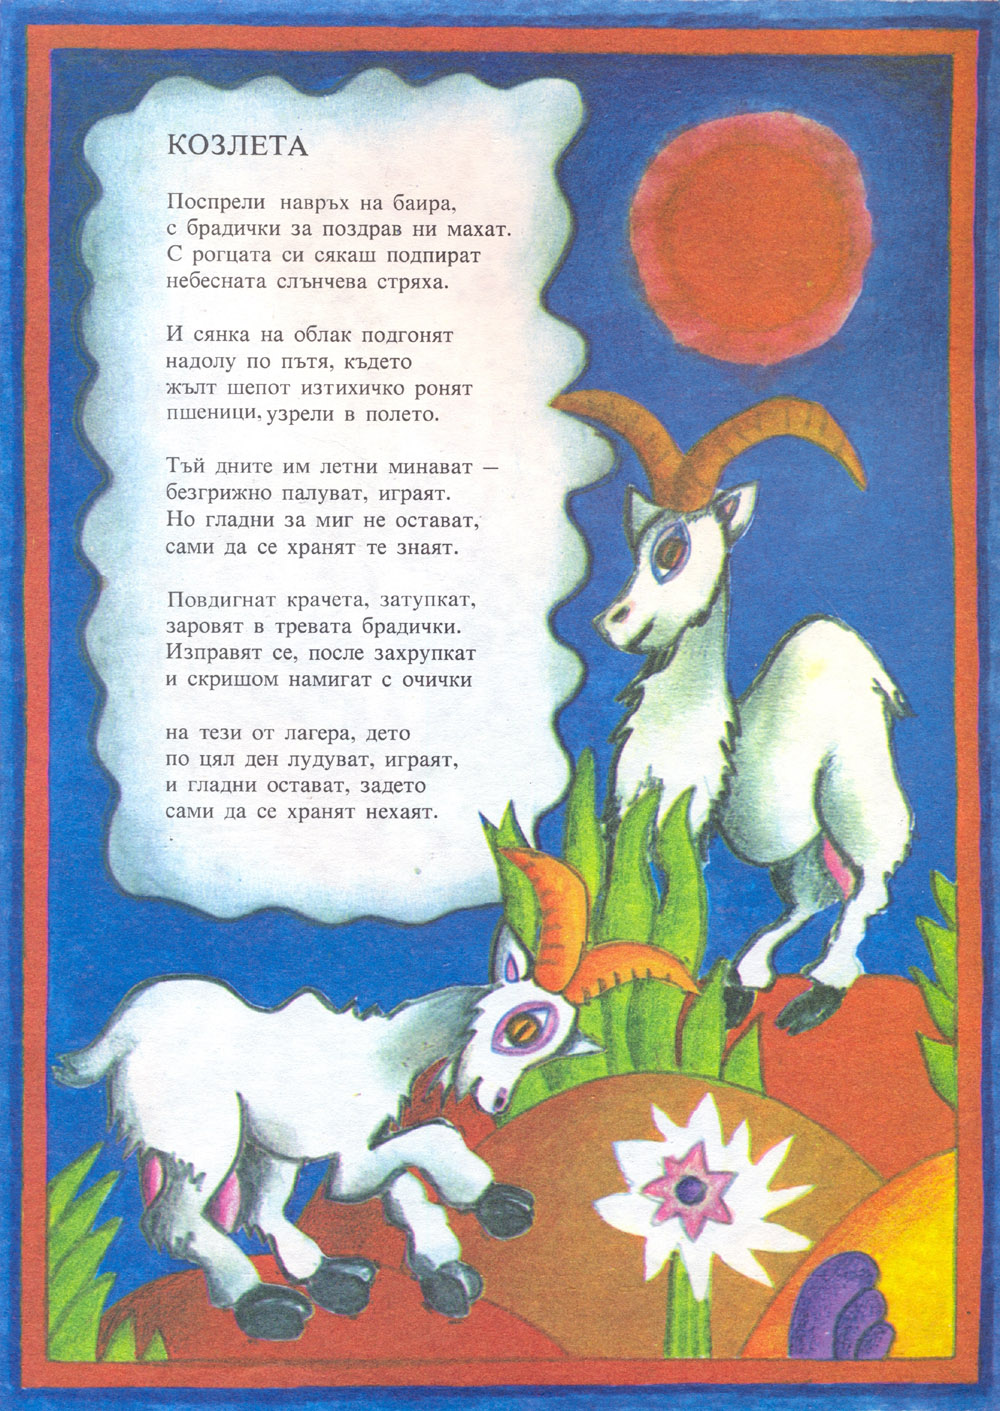 КОЗЛЕТА
Поспрели навръх на баира,
с брадички за поздрав ни махат.
С рогцата си сякаш подпират
небесната слънчева стряха.
И сянка на облак подгонят
надолу по пътя, където
жълт шепот изтихичко ронят
пшеници, узрели в полето.
Тъй дните им летни минават –
безгрижно палуват, играят.
Но гладни за миг не остават,
сами да се хранят те знаят.
Повдигнат крачета, затупкат,
заровят в тревата брадички.
Изправят се, после захрупкат
и скришом намигат с очички
на тези от лагера, дето
по цял ден лудуват, играят,
и гладни остават, задето
сами да се хранят нехаят.